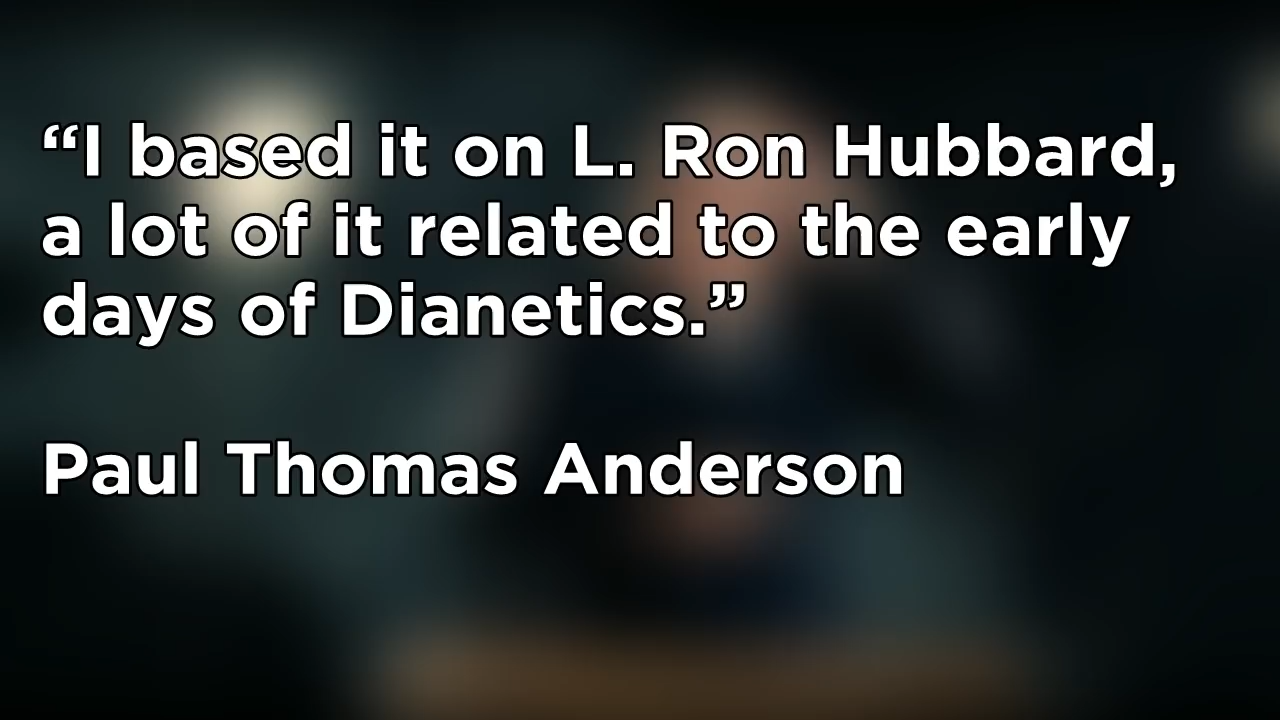 “I based it on L. Ron Hubbard,
a lot of it related to the early
days of Dianetics.”
Paul Thomas Anderson